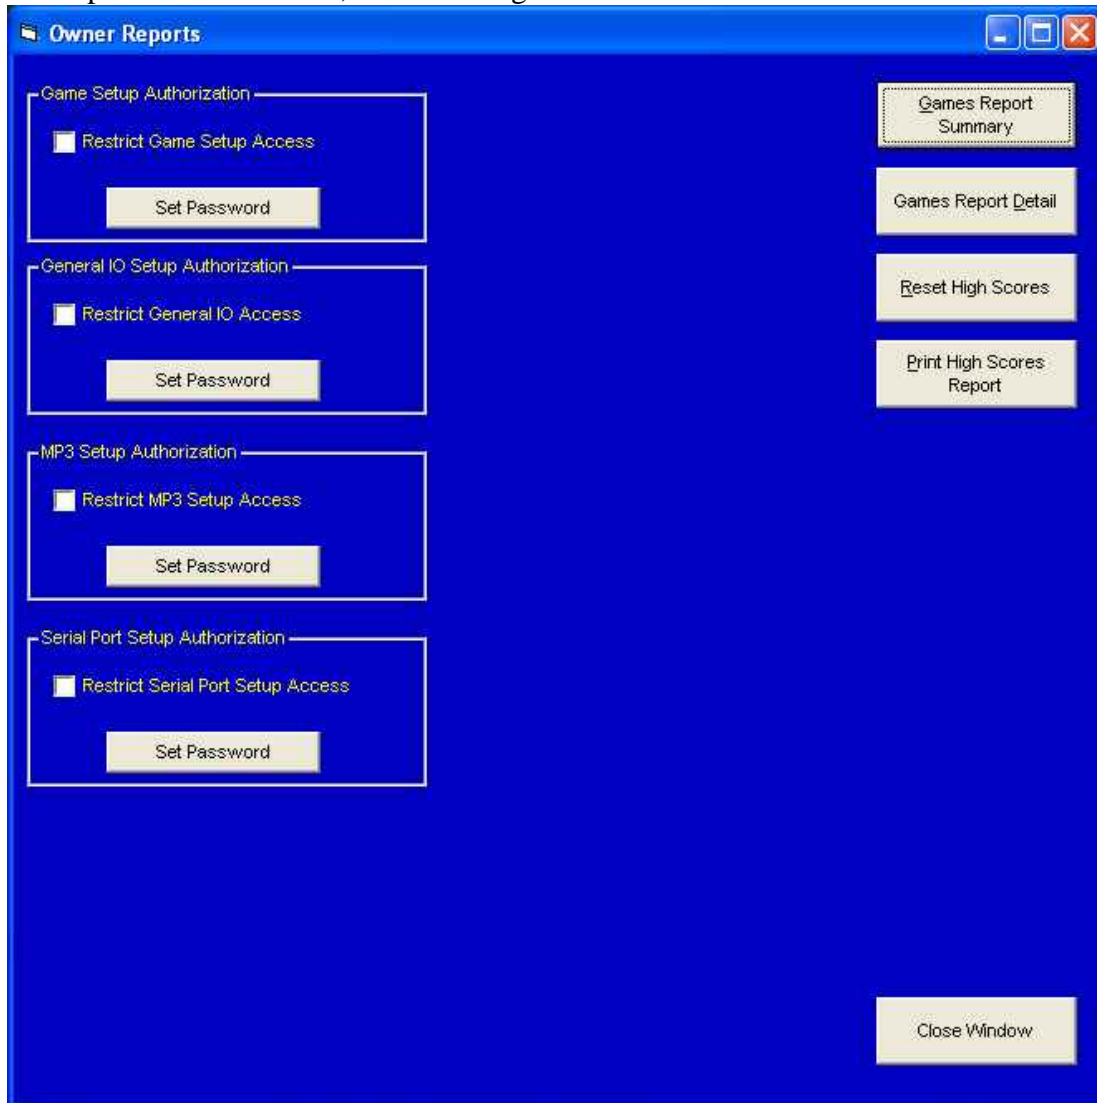 Owner Reports
Game Setup Authorization
Restrict Game Setup Access
Set Password
General IO Setup Authorization
Restrict General IO Access
Set Password
MP3 Setup Authorization
Restrict MP3 Setup Access
Set Password
Serial Port Setup Authorization
Restrict Serial Port Setup Access
Set Password
Games Report
Summary
Games Report Detail
Reset High Scores
Print High Scores
Report
Close Window